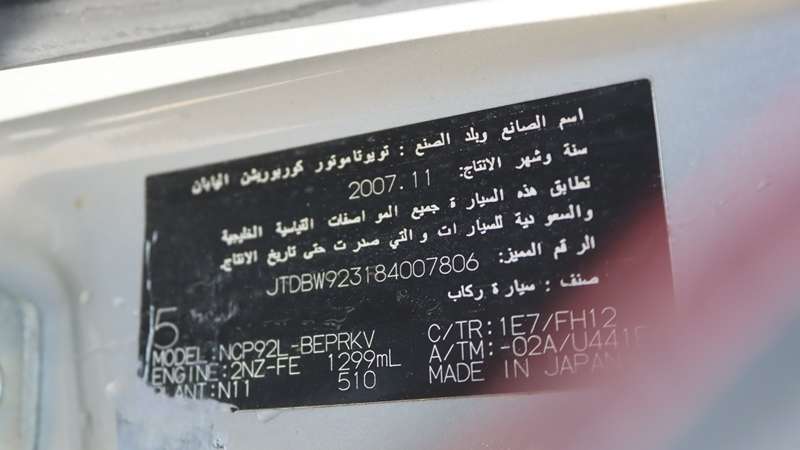 اسم الصانع وبلد الصنع : تويوتاموتور كوربوريشن اليابان
سنة وشهر الانتاج: 2007.11
تطابق هذه السيارة جميع المواصفات القياسية الخليجية
والسعودية للسيارات والتي صدرت حتى تاريخ الانتاج.
الرقم المميز: JTDBW923184007806
صنف : سيارة ركاب
5
MODEL: NCP92L-BEPRKV C/TR: 1E7/FH12
ENGINE: 2NZ-FE 1299mL A/TM: -02A/U441E
PLANT: N11 510 MADE IN JAPAN